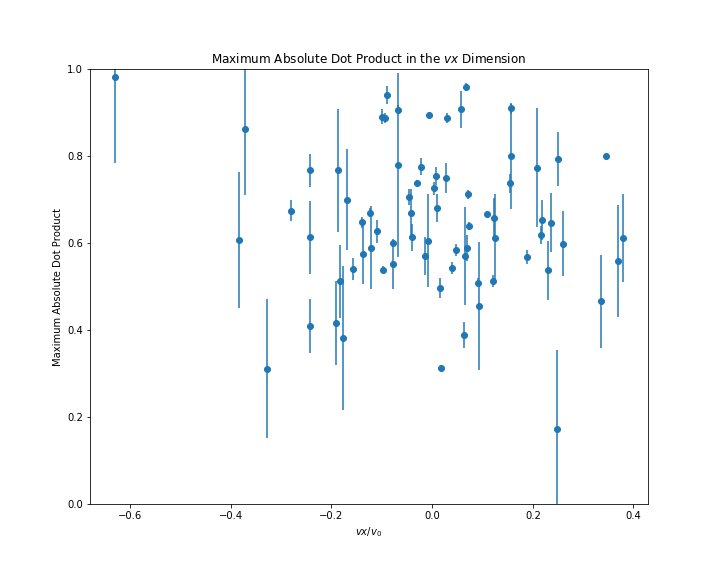 Maximum Absolute Dot Product in the vx Dimension
1.0
0.8
0.6
0.4
0.2
0.0
Maximum Absolute Dot Product
−0.6 −0.4 −0.2 0.0 0.2 0.4
vx/v₀